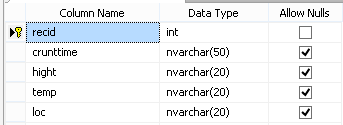 Column Name Data Type Allow Nulls
recid int
crunttime nvarchar(50)
hight nvarchar(20)
temp nvarchar(20)
loc nvarchar(20)